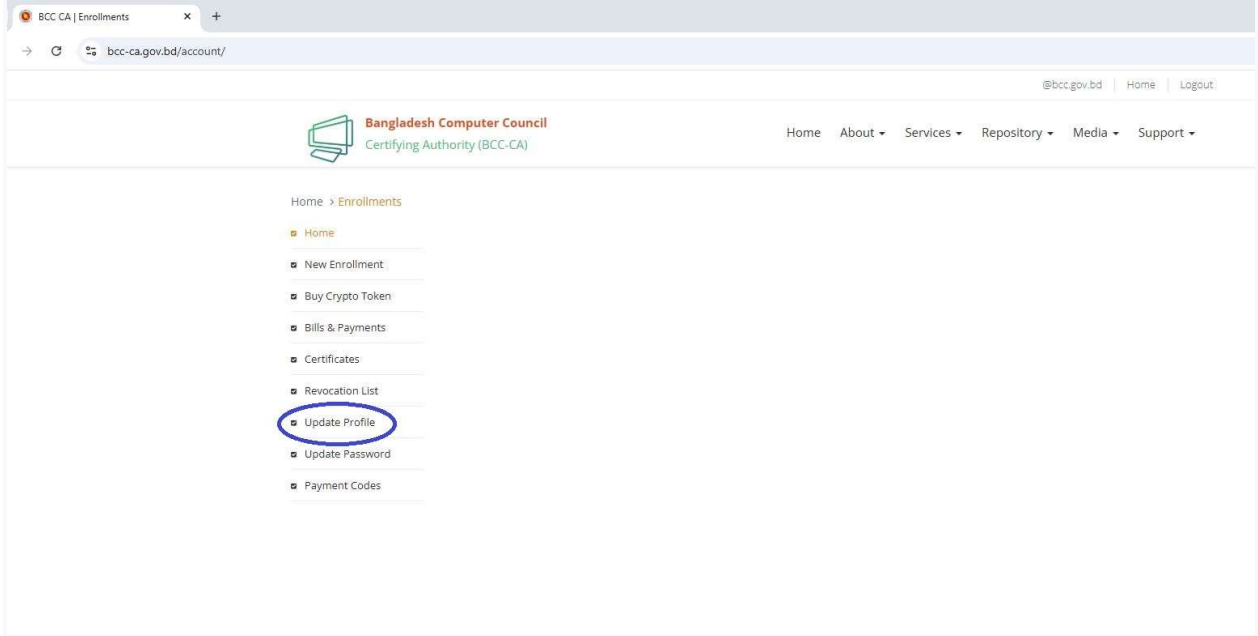 BCC CA | Enrollments
bcc-ca.gov.bd/account/
@bcc.gov.bd Home Logout
Bangladesh Computer Council
Certifying Authority (BCC-CA)
Home About Services Repository Media Support
Home > Enrollments
Home
New Enrollment
Buy Crypto Token
Bills & Payments
Certificates
Revocation List
Update Profile
Update Password
Payment Codes